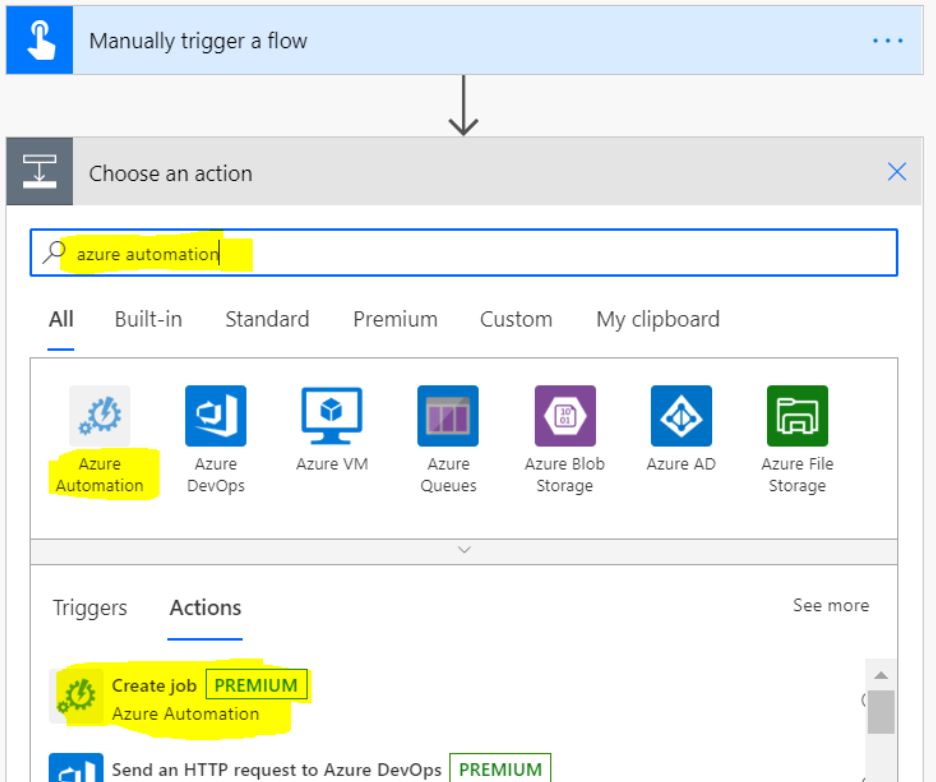 Manually trigger a flow
Choose an action
azure automation
All Built-in Standard Premium Custom My clipboard
Azure Automation
Azure DevOps
Azure VM
Azure Queues
Azure Blob Storage
Azure AD
Azure File Storage
Triggers Actions See more
Create job PREMIUM
Azure Automation
Send an HTTP request to Azure DevOps PREMIUM